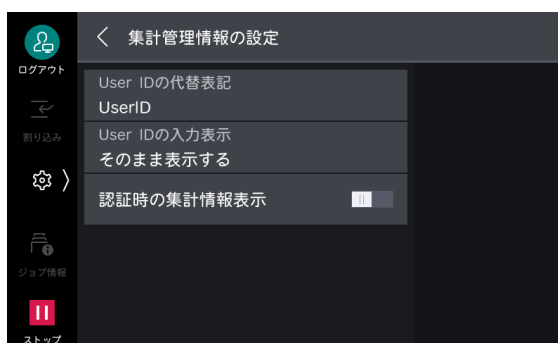 集計管理情報の設定
ログアウト
割り込み
ジョブ情報
ストップ
User IDの代替表記
UserID
User IDの入力表示
そのまま表示する
認証時の集計情報表示